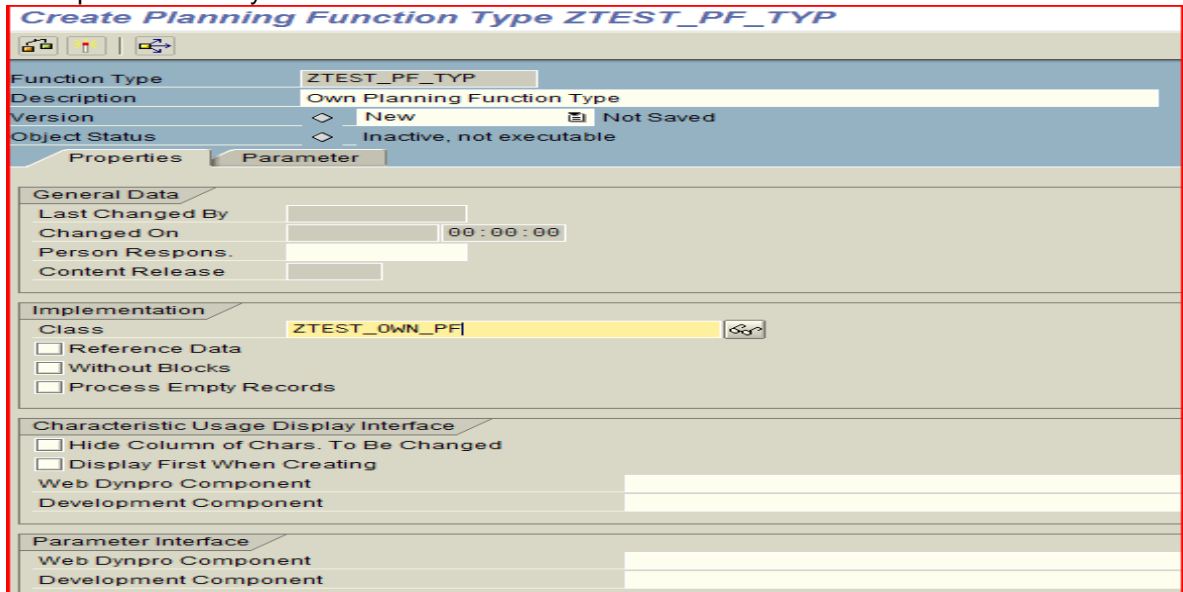 Create Planning Function Type ZTEST_PF_TYP
Function Type ZTEST_PF_TYP
Description Own Planning Function Type
Version New Not Saved
Object Status Inactive, not executable
Properties Parameter
General Data
Last Changed By
Changed On 00:00:00
Person Respons.
Content Release
Implementation
Class ZTEST_OWN_PF
Reference Data
Without Blocks
Process Empty Records
Characteristic Usage Display Interface
Hide Column of Chars. To Be Changed
Display First When Creating
Web Dynpro Component
Development Component
Parameter Interface
Web Dynpro Component
Development Component